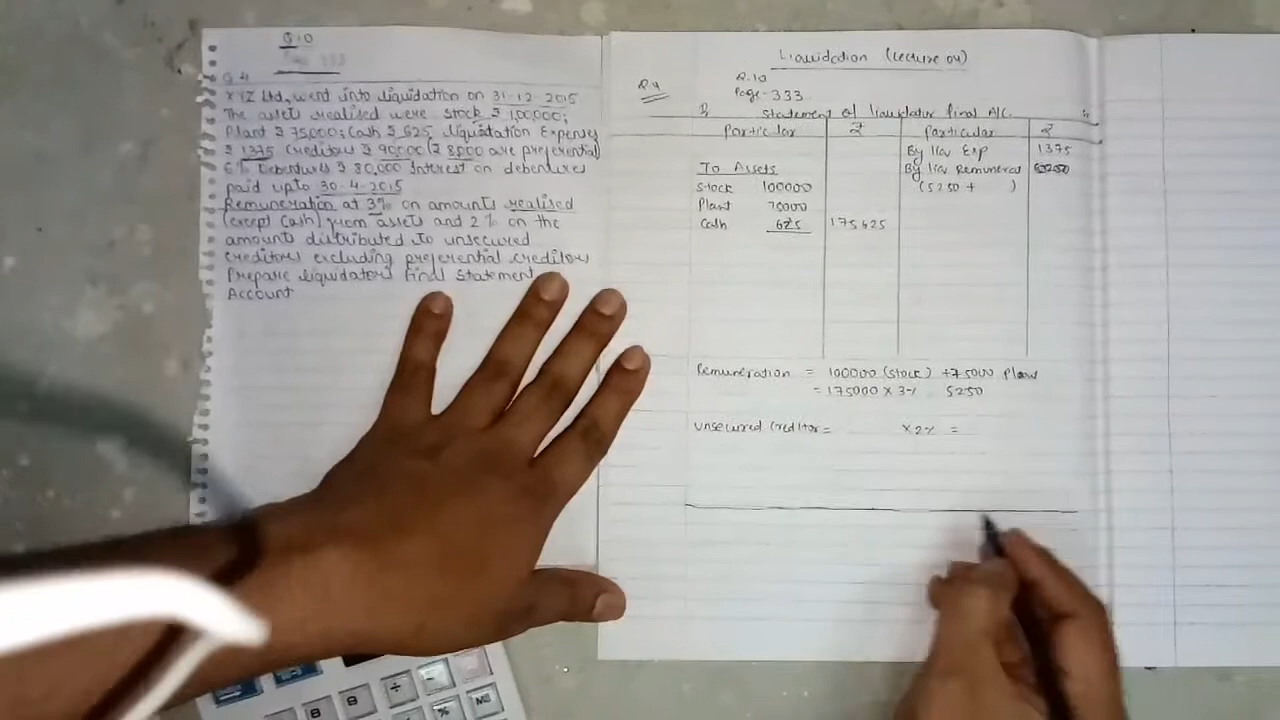 Q.10
Page 333
Q.4
XYZ Ltd, went into liquidation on 31-12-2015
The assets realised were stock ₹ 1,00,000;
Plant ₹ 75,000; Cash ₹ 625 liquidation Expenses
₹ 1375 Creditors ₹ 90,000 (₹ 8,000 are preferential)
6% Debentures ₹ 80,000 Interest on debentures
paid upto 30-4-2015
Remuneration at 3% on amounts realised
(except cash) from assets and 2% on the
amounts distributed to unsecured
creditors excluding preferential creditors
Prepare liquidators Final Statement
Account
Liquidation (Lecture 04)
Q.4
Q.10
Page-333
Statement of liquidator final A/C.
Particular ₹ Particular ₹
By liq Exp 1375
To Assets By liq Remunerat
Stock 100000 (5250 + )
Plant 75000
Cash 625 175625
Remuneration = 100000 (Stock) +75000 Plant
= 175000 X 3% 5250
Unsecured Creditor = X 2% =
8
9
÷
-
%